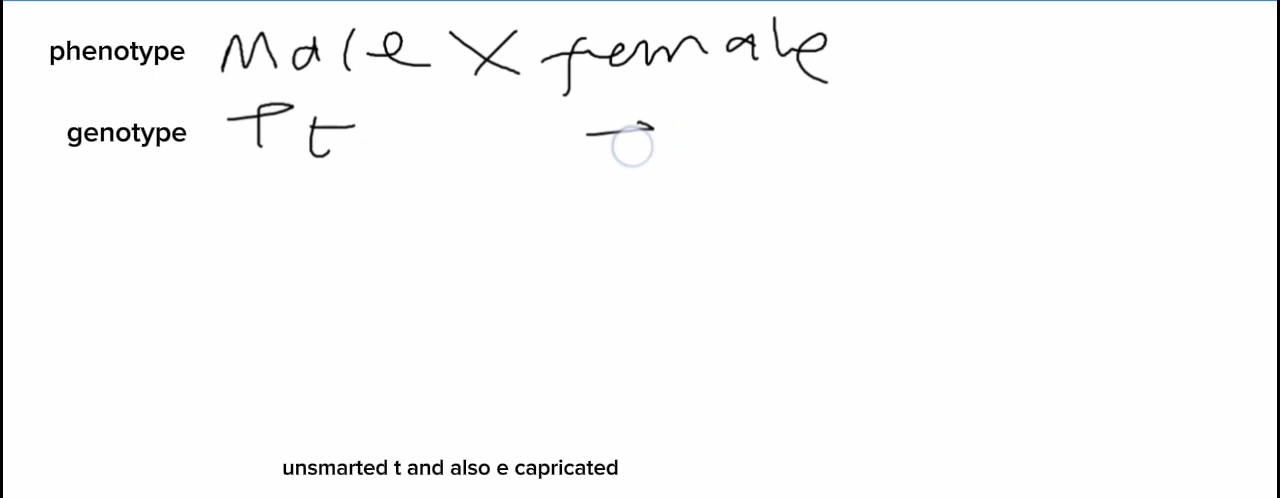 phenotype Male X female
genotype Tt
unsmarted t and also e capricated